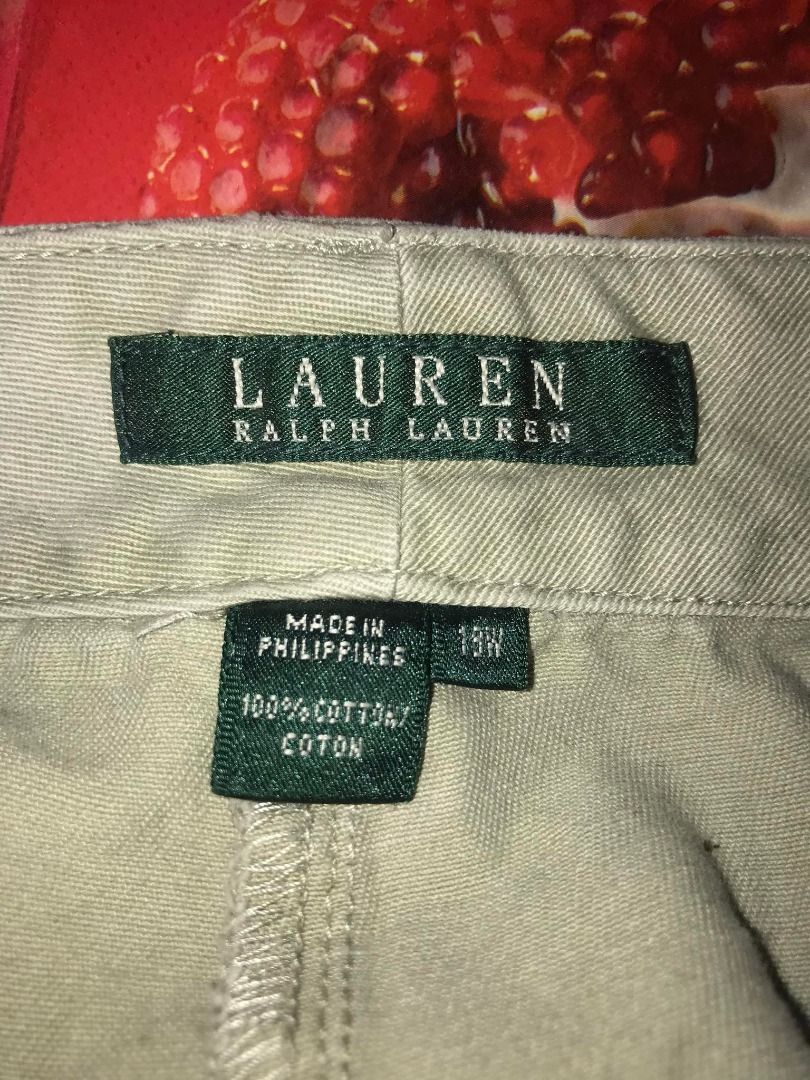 LAUREN
RALPH LAUREN
MADE IN
PHILIPPINES
18W
100% COTTON/
COTON